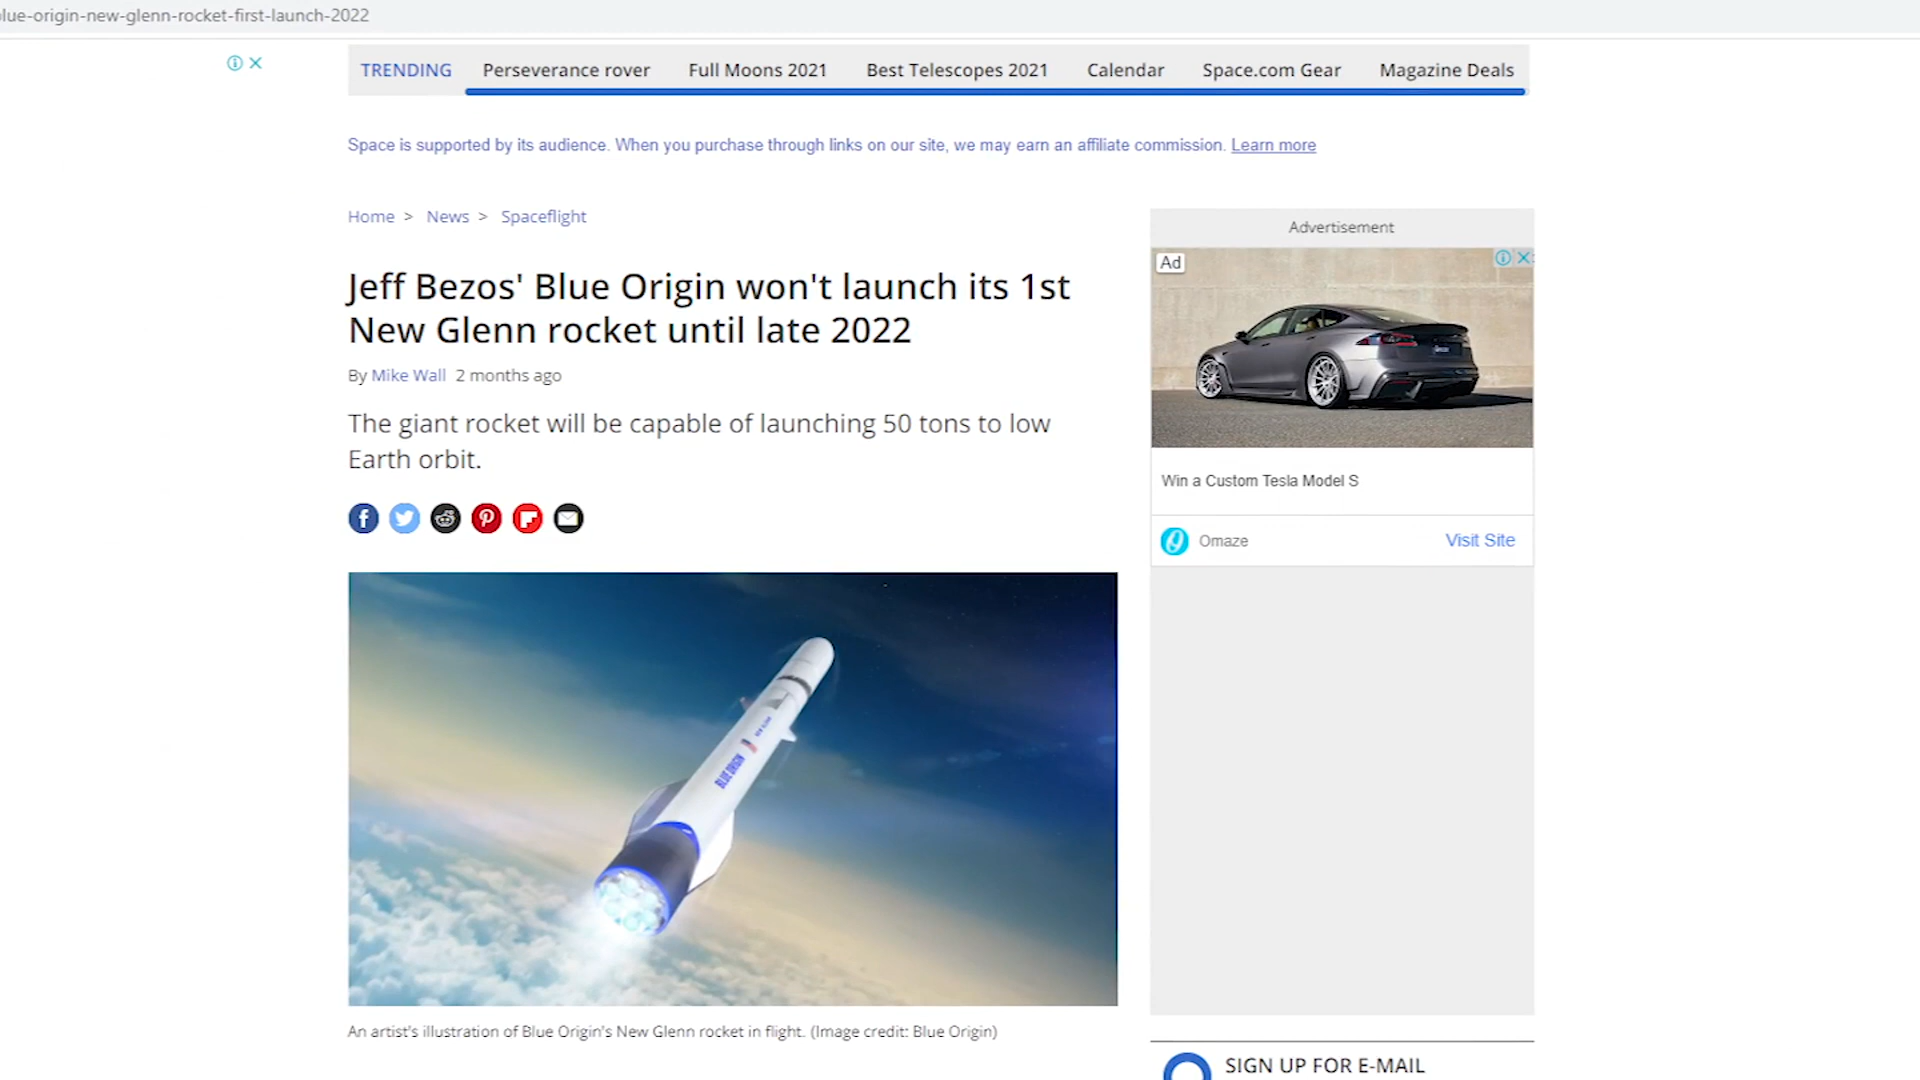 lue-origin-new-glenn-rocket-first-launch-2022
TRENDING Perseverance rover Full Moons 2021 Best Telescopes 2021 Calendar Space.com Gear Magazine Deals
Space is supported by its audience. When you purchase through links on our site, we may earn an affiliate commission. Learn more
Home > News > Spaceflight
Jeff Bezos' Blue Origin won't launch its 1st
New Glenn rocket until late 2022
By Mike Wall 2 months ago
The giant rocket will be capable of launching 50 tons to low
Earth orbit.
BLUE ORIGIN
NEW GLENN
An artist's illustration of Blue Origin's New Glenn rocket in flight. (Image credit: Blue Origin)
Advertisement
Ad
Win a Custom Tesla Model S
Omaze
Visit Site
SIGN UP FOR E-MAIL